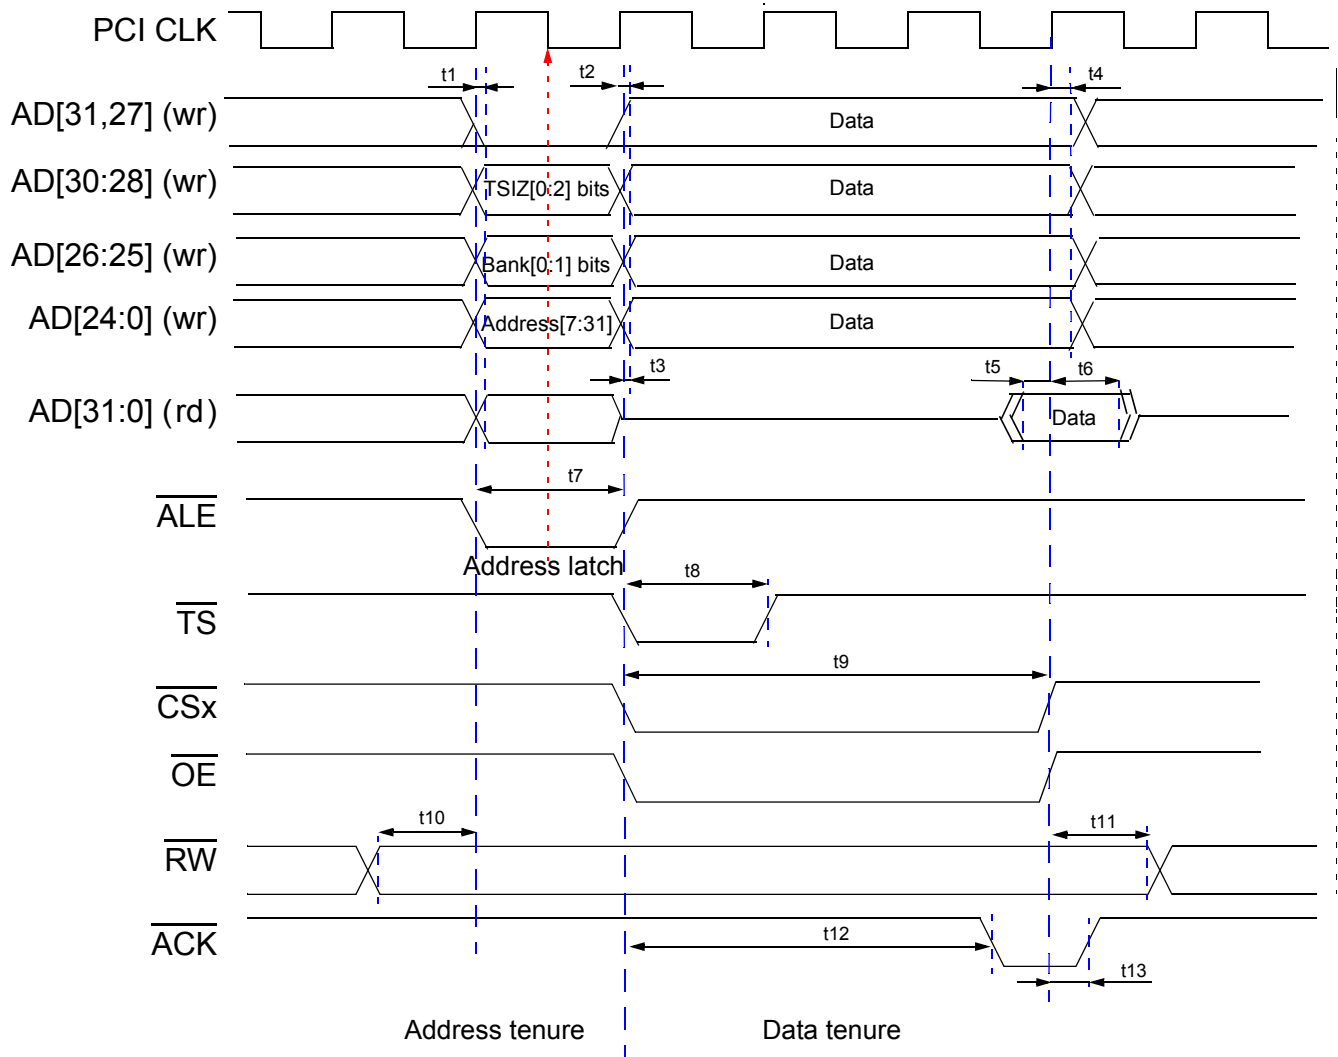 PCI CLK
t1 t2 t4
AD[31,27] (wr) Data
AD[30:28] (wr) TSIZ[0:2] bits Data
AD[26:25] (wr) Bank[0:1] bits Data
AD[24:0] (wr) Address[7:31] Data
t3 t5 t6
AD[31:0] (rd) Data
t7
ALE
Address latch
t8
TS
t9
CSx
OE
t10 t11
RW
ACK t12
t13
Address tenure Data tenure